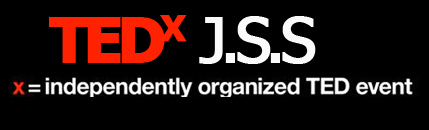 TEDx J.S.S
x = independently organized TED event